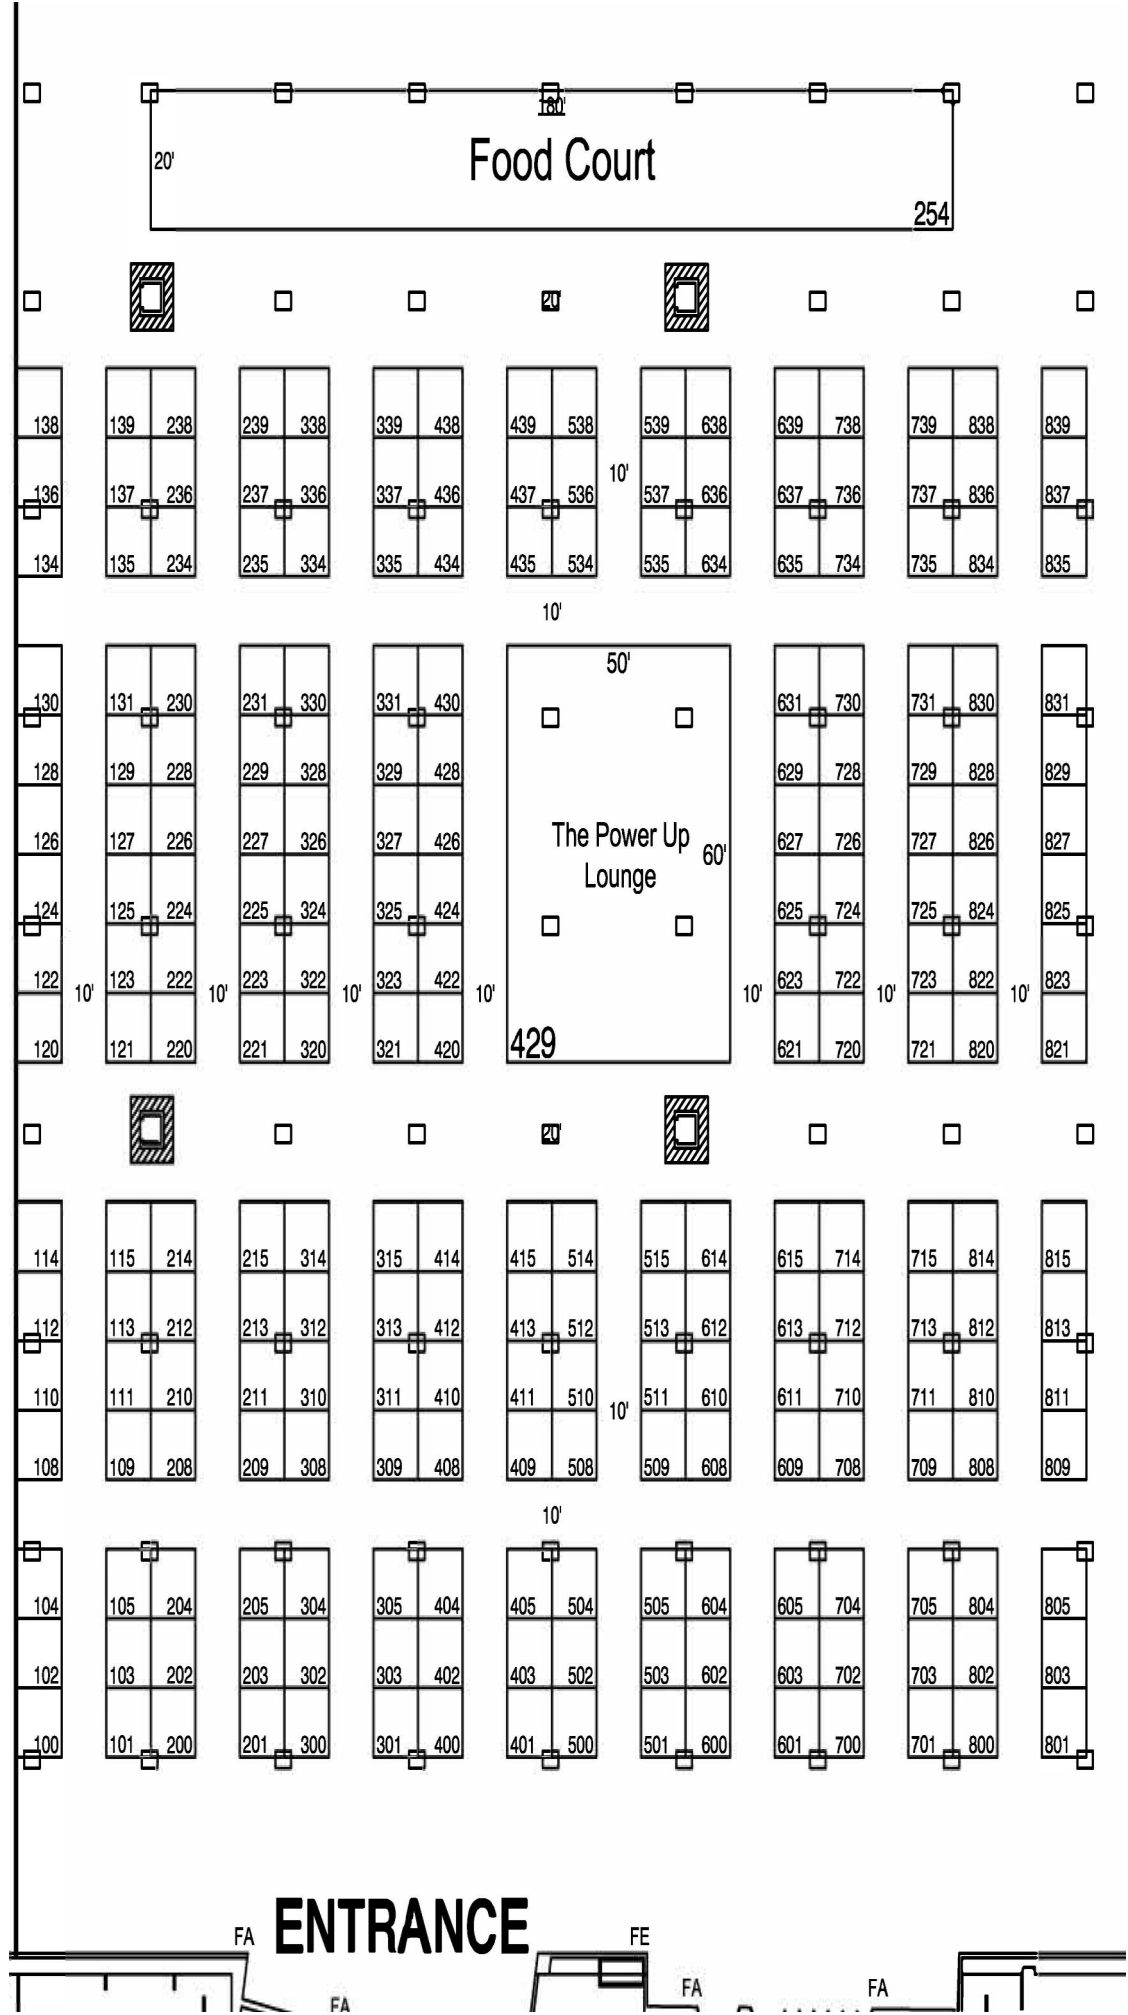 180'
20'
Food Court
254
20'
138 139 238 239 338 339 438 439 538 539 638 639 738 739 838 839
10'
136 137 236 237 336 337 436 437 536 537 636 637 736 737 836 837
134 135 234 235 334 335 434 435 534 535 634 635 734 735 834 835
10'
50'
130 131 230 231 330 331 430 631 730 731 830 831
128 129 228 229 328 329 428 629 728 729 828 829
The Power Up
Lounge
60'
126 127 226 227 326 327 426 627 726 727 826 827
124 125 224 225 324 325 424 625 724 725 824 825
122 10' 123 222 10' 223 322 10' 323 422 10' 10' 623 722 10' 723 822 10' 823
120 121 220 221 320 321 420 429 621 720 721 820 821
20'
114 115 214 215 314 315 414 415 514 515 614 615 714 715 814 815
112 113 212 213 312 313 412 413 512 513 612 613 712 713 812 813
110 111 210 211 310 311 410 411 510 10' 511 610 611 710 711 810 811
108 109 208 209 308 309 408 409 508 509 608 609 708 709 808 809
10'
104 105 204 205 304 305 404 405 504 505 604 605 704 705 804 805
102 103 202 203 302 303 402 403 502 503 602 603 702 703 802 803
100 101 200 201 300 301 400 401 500 501 600 601 700 701 800 801
ENTRANCE
FA FE
FA FA FA